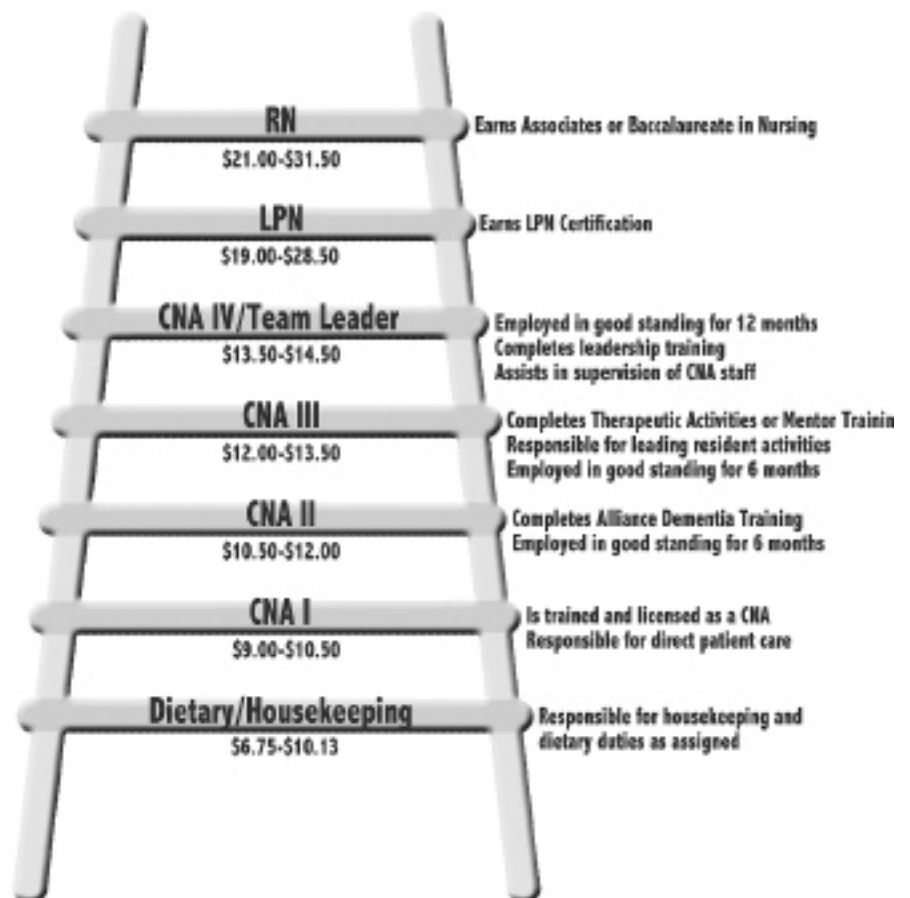 RN
Earns Associates or Baccalaureate in Nursing
$21.00-$31.50
LPN
Earns LPN Certification
$19.00-$28.50
CNA IV/Team Leader
Employed in good standing for 12 months
$13.50-$14.50
Completes leadership training
Assists in supervision of CNA staff
CNA III
Completes Therapeutic Activities or Mentor Trainin
$12.00-$13.50
Responsible for leading resident activities
Employed in good standing for 6 months
CNA II
Completes Alliance Dementia Training
$10.50-$12.00
Employed in good standing for 6 months
CNA I
Is trained and licensed as a CNA
$9.00-$10.50
Responsible for direct patient care
Dietary/Housekeeping
Responsible for housekeeping and
$6.75-$10.13
dietary duties as assigned